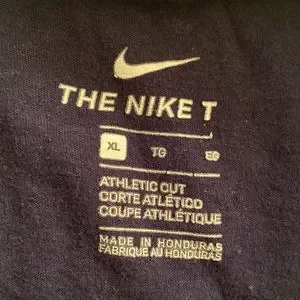 THE NIKE T
XL TG EG
ATHLETIC CUT
CORTE ATLÉTICO
COUPE ATHLÉTIQUE
MADE IN HONDURAS
FABRIQUÉ AU HONDURAS